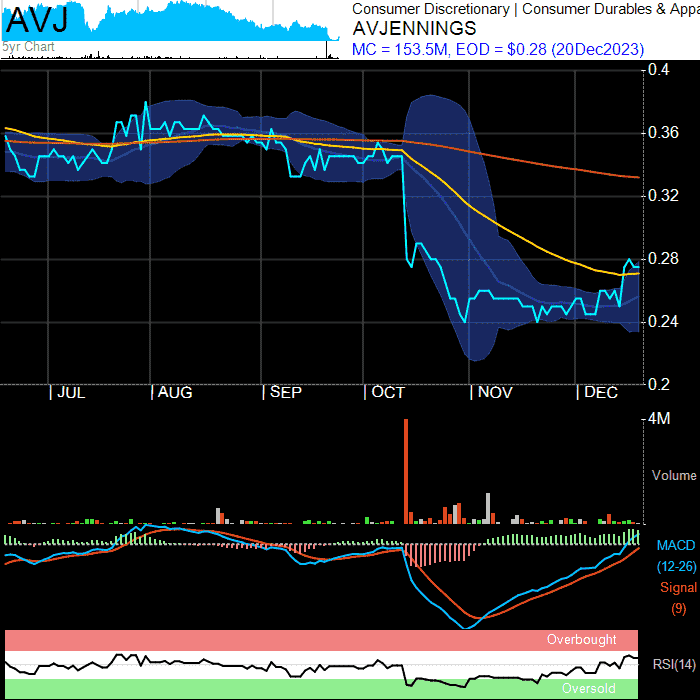 AVJ
5yr Chart
Consumer Discretionary | Consumer Durables & Appa
AVJENNINGS
MC = 153.5M, EOD = $0.28 (20Dec2023)
0.4
0.36
0.32
0.28
0.24
0.2
| JUL | AUG | SEP | OCT | NOV | DEC
4M
Volume
MACD
(12-26)
Signal
(9)
Overbought
RSI(14)
Oversold